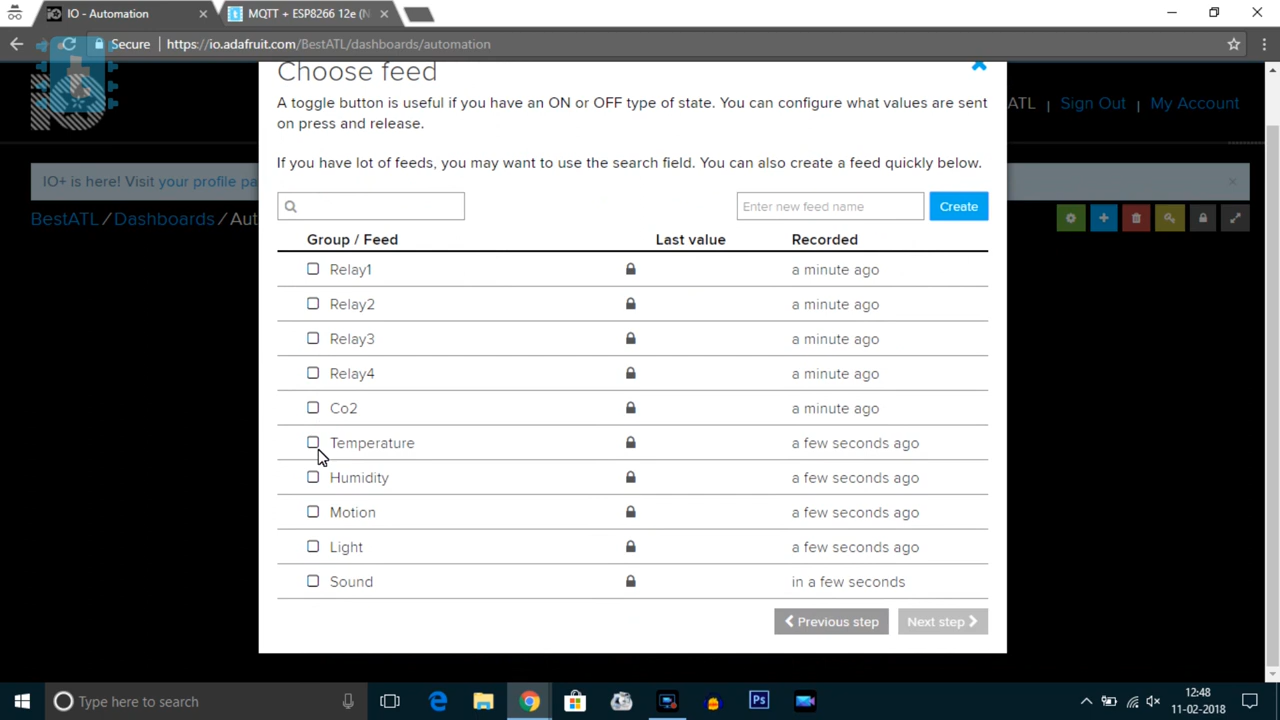 IO - Automation
MQTT + ESP8266 12e (N
Secure
https://io.adafruit.com/BestATL/dashboards/automation
Choose feed
A toggle button is useful if you have an ON or OFF type of state. You can configure what values are sent
on press and release.
ATL | Sign Out | My Account
If you have lot of feeds, you may want to use the search field. You can also create a feed quickly below.
IO+ is here! Visit your profile pa
BestATL / Dashboards / Aut
Enter new feed name
Create
Group / Feed Last value Recorded
Relay1 a minute ago
Relay2 a minute ago
Relay3 a minute ago
Relay4 a minute ago
Co2 a minute ago
Temperature a few seconds ago
Humidity a few seconds ago
Motion a few seconds ago
Light a few seconds ago
Sound in a few seconds
Previous step Next step
Type here to search
Ps
12:48
11-02-2018